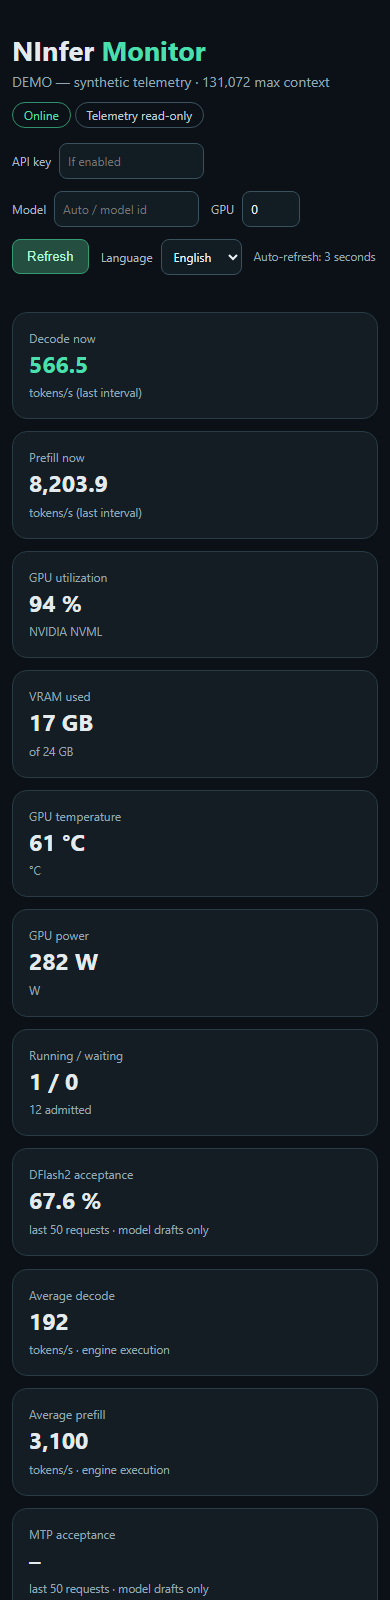 NInfer Monitor
DEMO — synthetic telemetry · 131,072 max context
Online
Telemetry read-only
API key
If enabled
Model
Auto / model id
GPU
0
Refresh
Language
English
Auto-refresh: 3 seconds
Decode now
566.5
tokens/s (last interval)
Prefill now
8,203.9
tokens/s (last interval)
GPU utilization
94 %
NVIDIA NVML
VRAM used
17 GB
of 24 GB
GPU temperature
61 °C
°C
GPU power
282 W
W
Running / waiting
1 / 0
12 admitted
DFlash2 acceptance
67.6 %
last 50 requests · model drafts only
Average decode
192
tokens/s · engine execution
Average prefill
3,100
tokens/s · engine execution
MTP acceptance
—
last 50 requests · model drafts only